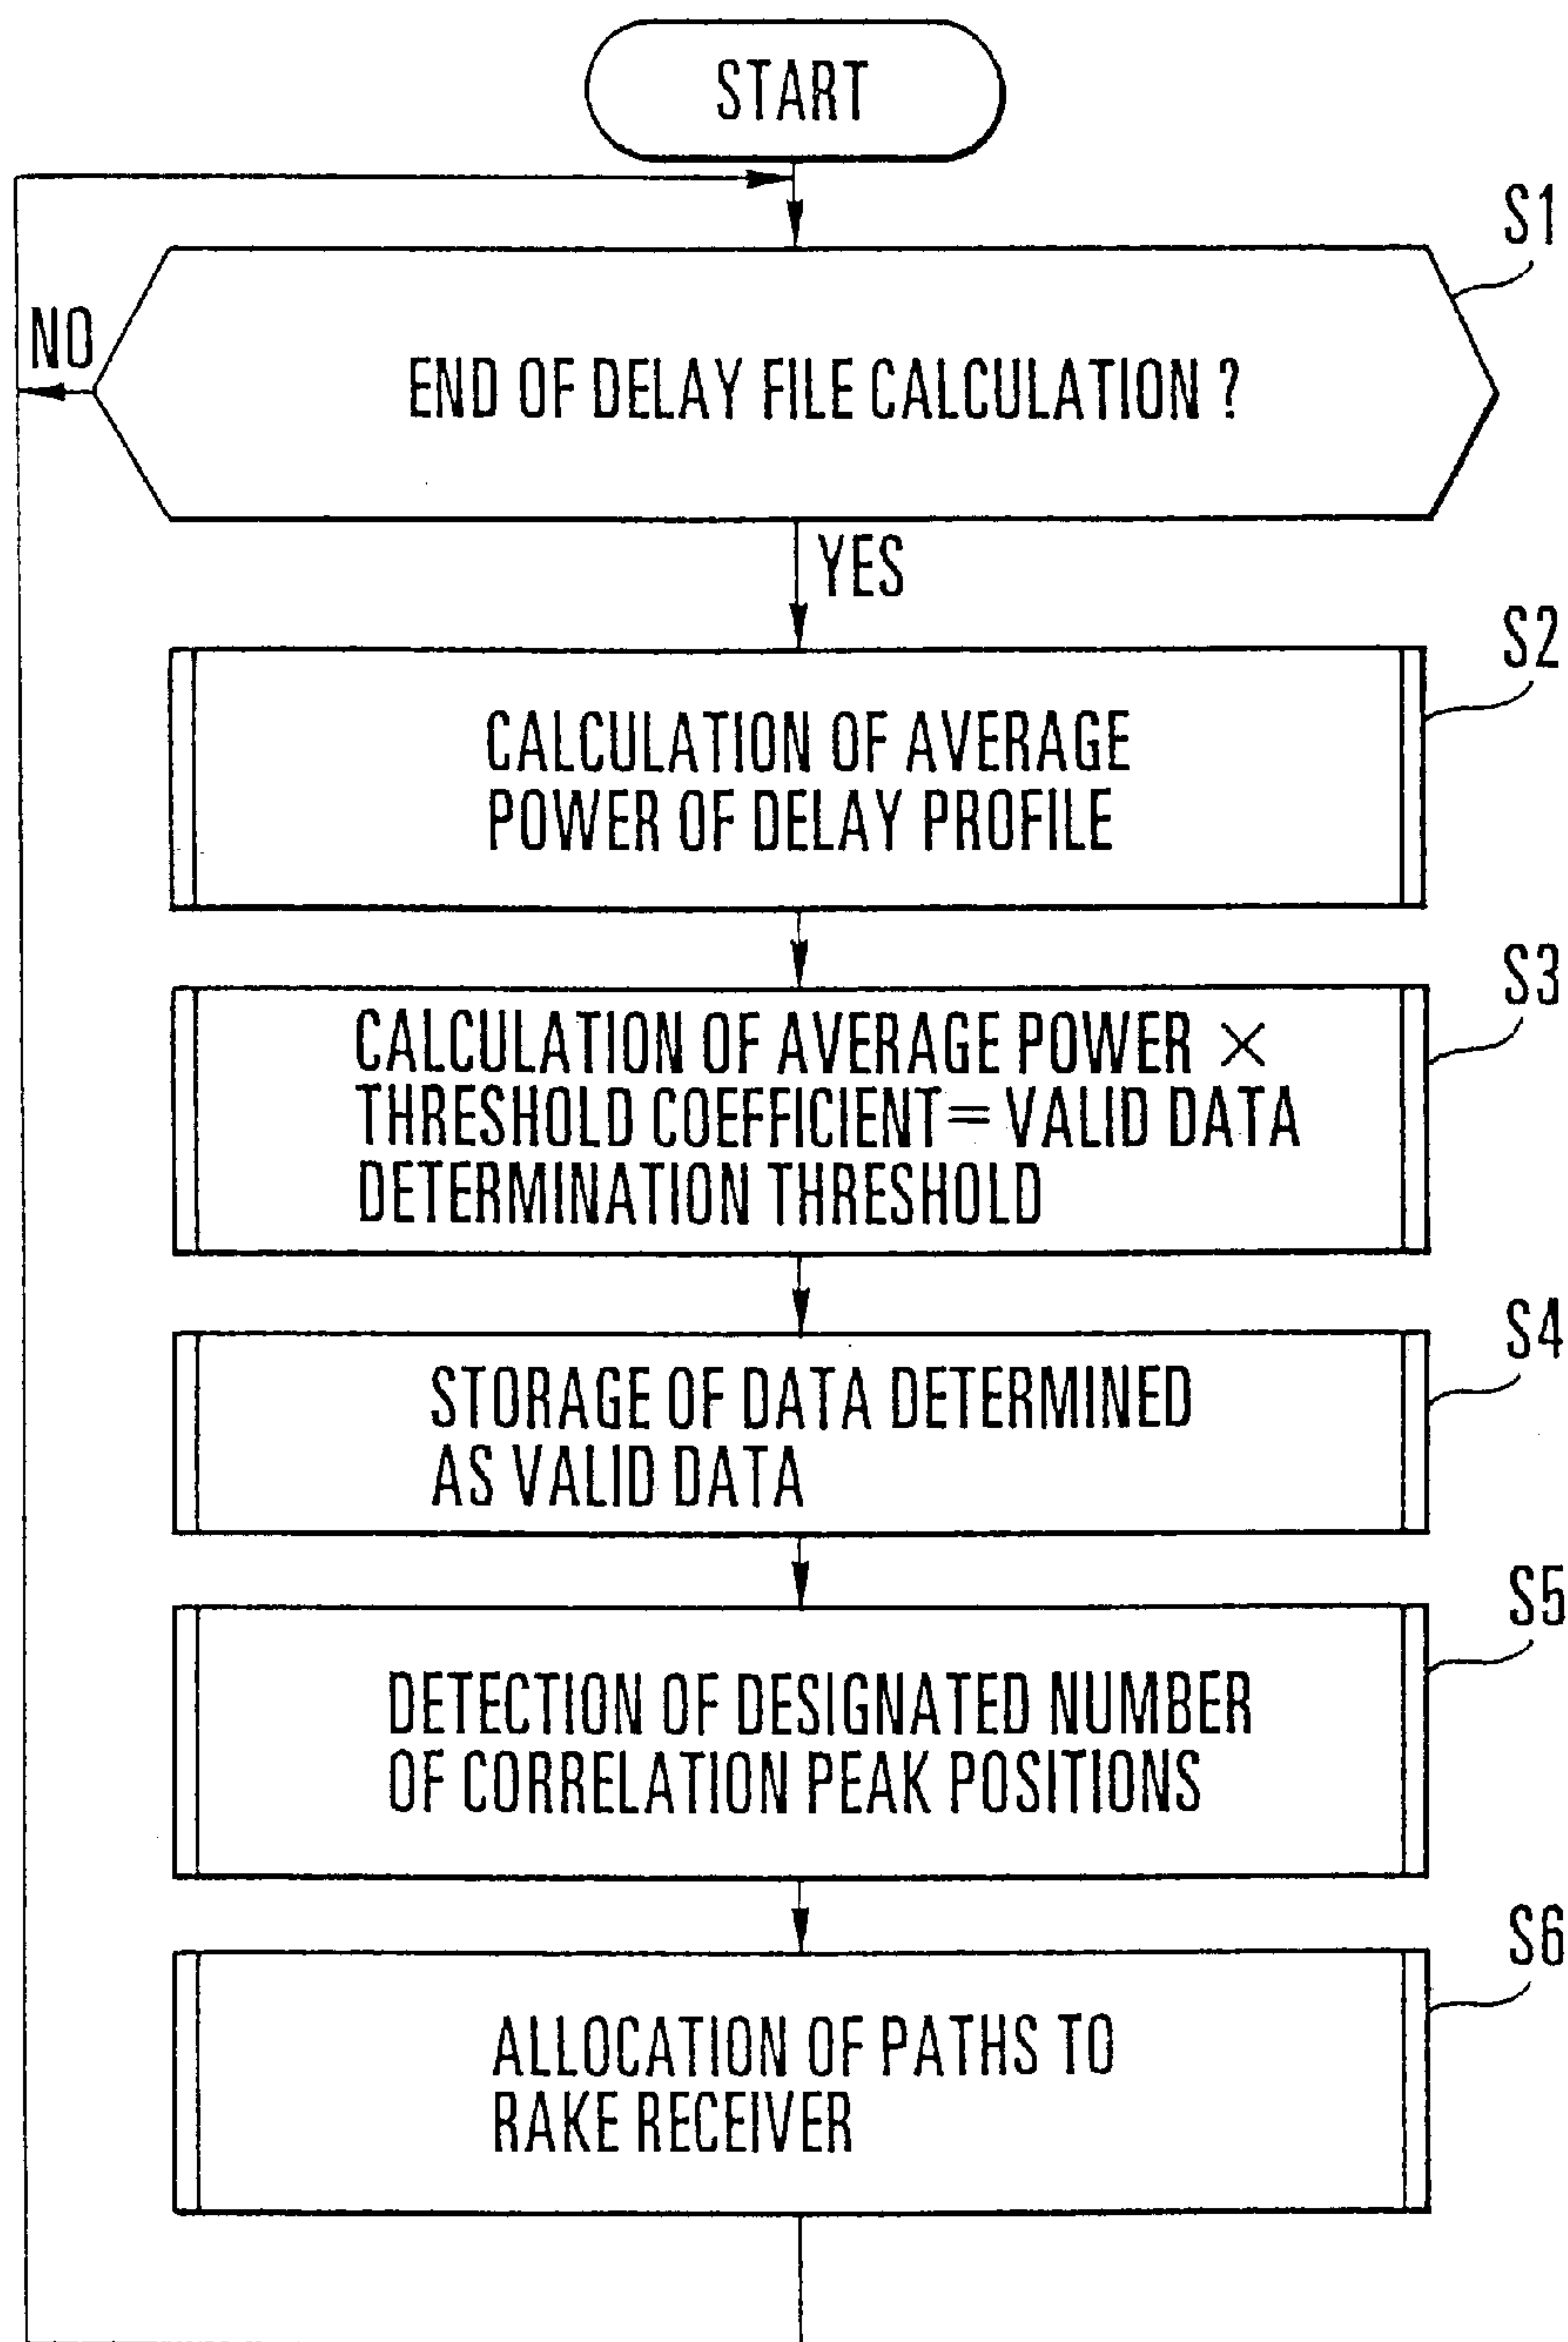 START
S1
NO
END OF DELAY FILE CALCULATION ?
YES
S2
CALCULATION OF AVERAGE
POWER OF DELAY PROFILE
S3
CALCULATION OF AVERAGE POWER ×
THRESHOLD COEFFICIENT = VALID DATA
DETERMINATION THRESHOLD
S4
STORAGE OF DATA DETERMINED
AS VALID DATA
S5
DETECTION OF DESIGNATED NUMBER
OF CORRELATION PEAK POSITIONS
S6
ALLOCATION OF PATHS TO
RAKE RECEIVER